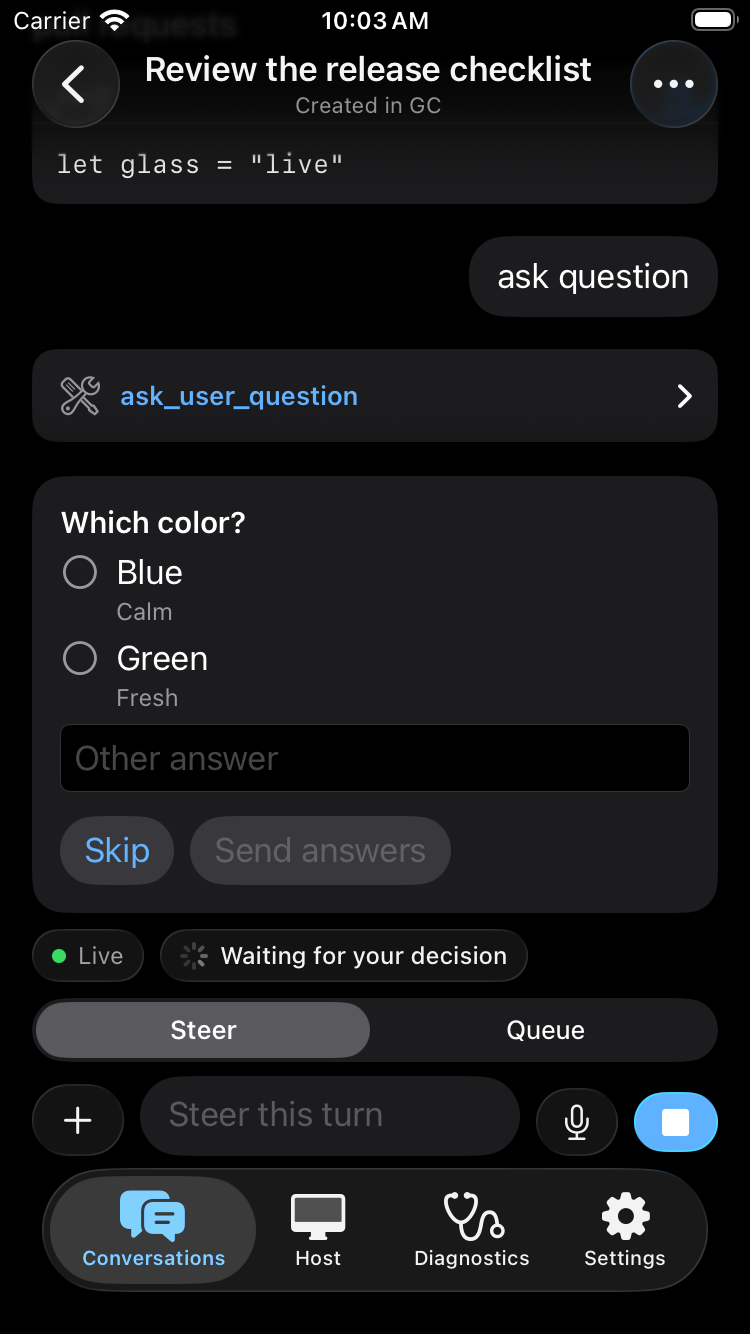 Carrier 10:03 AM
Review the release checklist
Created in GC
let glass = "live"
ask question
ask_user_question
Which color?
Blue
Calm
Green
Fresh
Other answer
Skip Send answers
Live Waiting for your decision
Steer Queue
Steer this turn
Conversations Host Diagnostics Settings